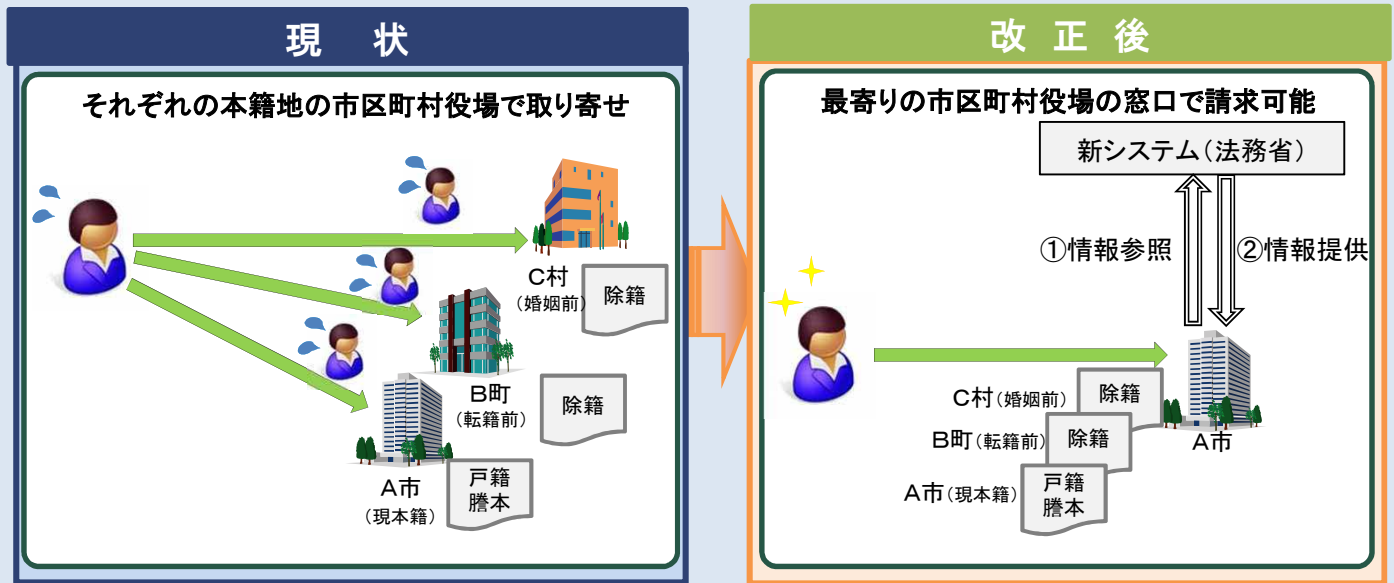 現　状
それぞれの本籍地の市区町村役場で取り寄せ
C村
（婚姻前）
除籍
B町
（転籍前）
除籍
A市
（現本籍）
戸籍
謄本
改 正 後
最寄りの市区町村役場の窓口で請求可能
新システム（法務省）
①情報参照
②情報提供
C村（婚姻前）
除籍
B町（転籍前）
除籍
A市（現本籍）
戸籍
謄本
A市